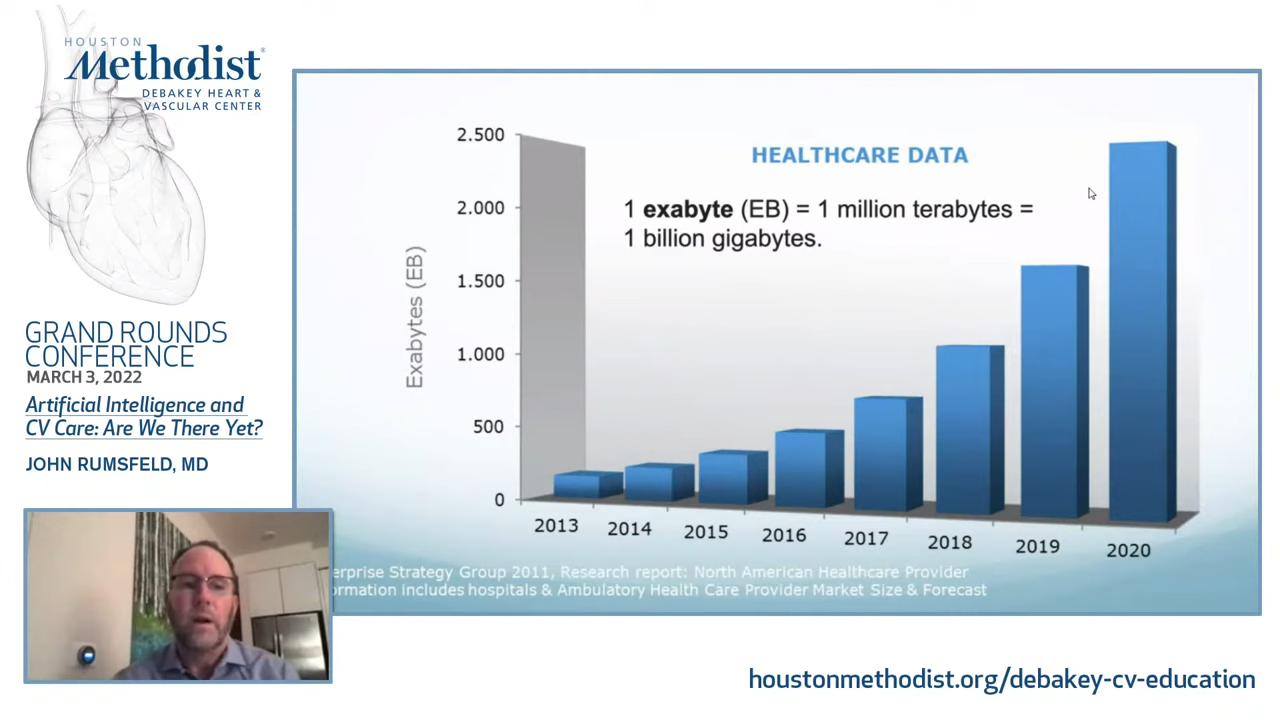 HOUSTON
Methodist®
DEBAKEY HEART &
VASCULAR CENTER
GRAND ROUNDS
CONFERENCE
MARCH 3, 2022
Artificial Intelligence and
CV Care: Are We There Yet?
JOHN RUMSFELD, MD
HEALTHCARE DATA
1 exabyte (EB) = 1 million terabytes =
1 billion gigabytes.
Exabytes (EB)
2.500
2.000
1.500
1.000
500
0
2013 2014 2015 2016 2017 2018 2019 2020
Strategy Group 2011, Research report: North American Healthcare Provider
includes hospitals & Ambulatory Health Care Provider Market Size & Forecast
houstonmethodist.org/debakey-cv-education